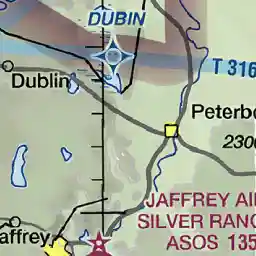 DUBIN
T 316
Dublin
Peterbo
2300
JAFFREY AI
SILVER RANC
affrey
ASOS 135